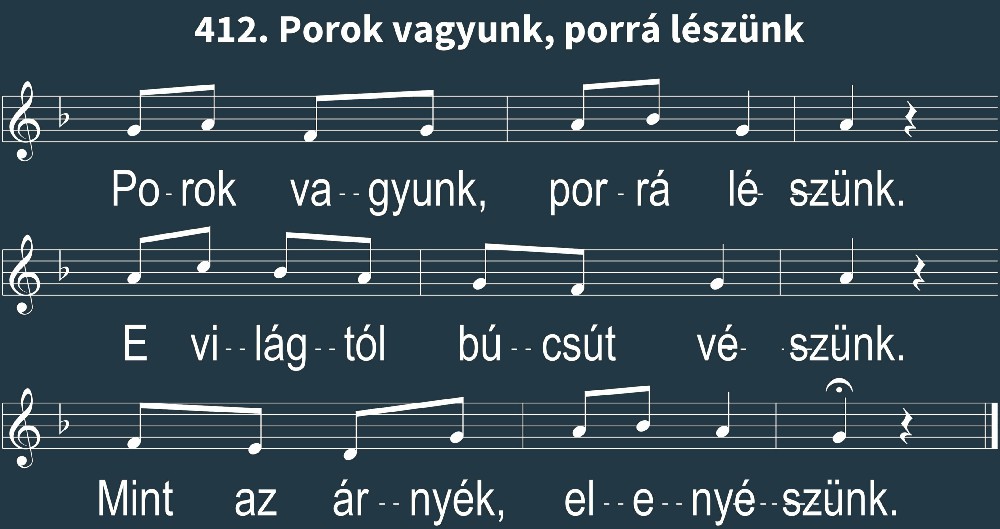 412. Porok vagyunk, porrá lészünk
Po - rok va - - gyunk, por - rá lé- szünk.
E vi - - lág - - tól bú - - csút vé- szünk.
Mint az ár - - nyék, el - - e - - nyé - - szünk.